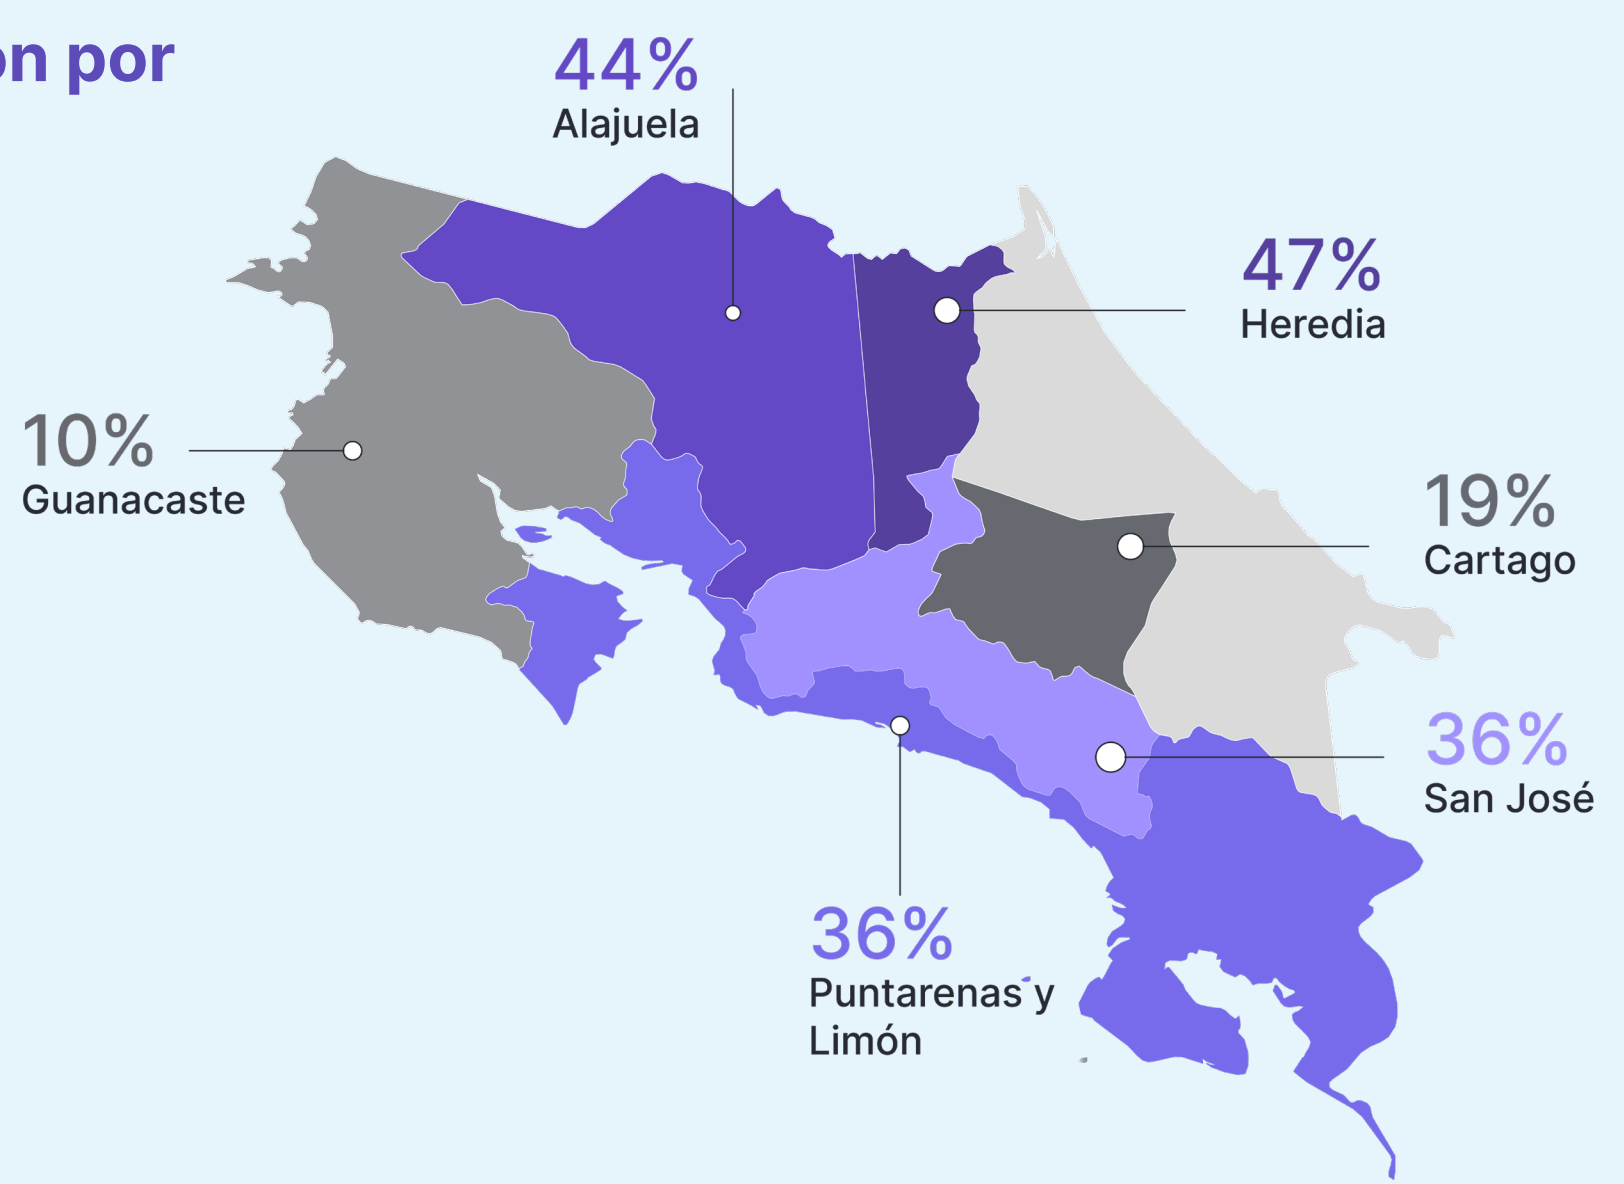 ón por
44%
Alajuela
47%
Heredia
10%
Guanacaste
19%
Cartago
36%
San José
36%
Puntarenas y
Limón